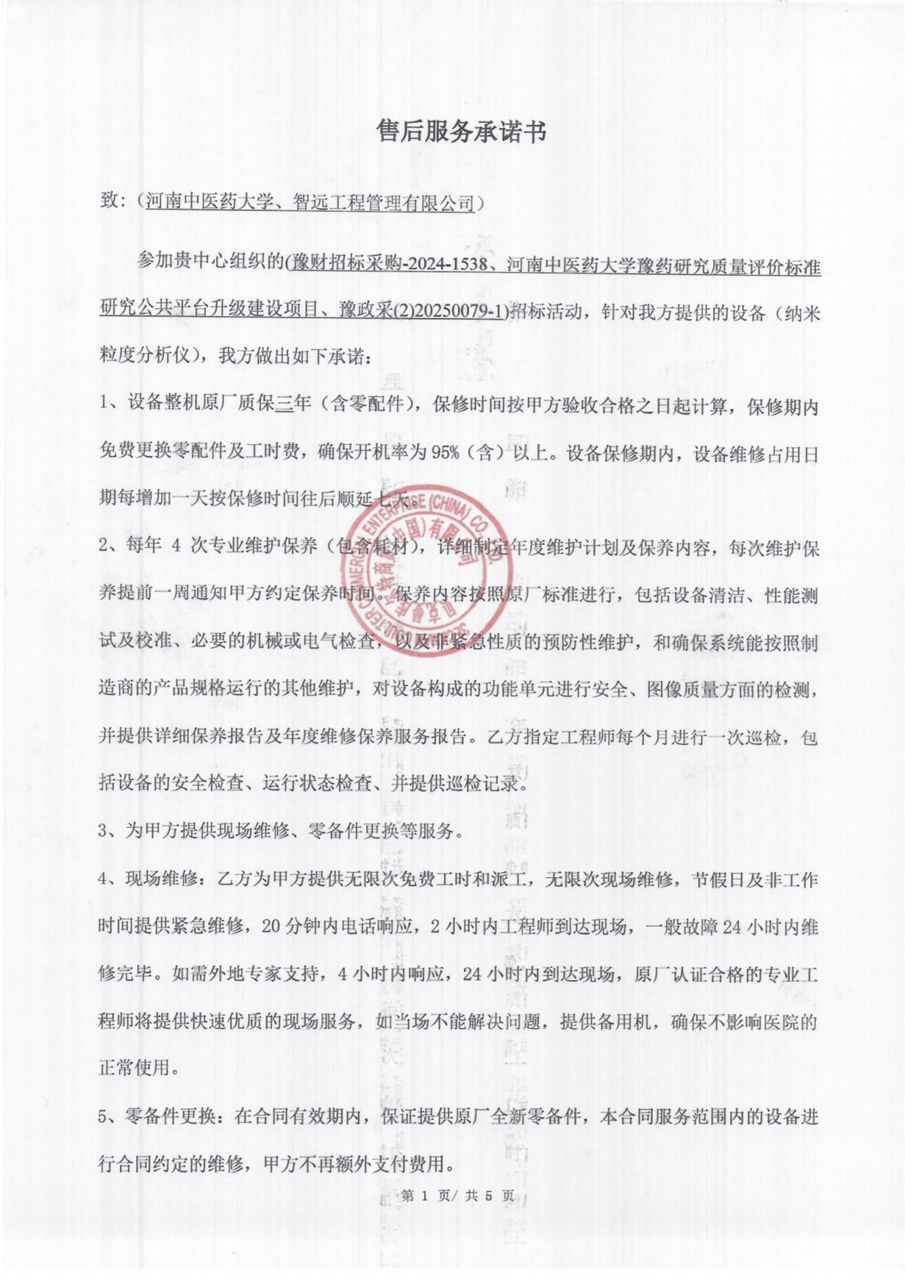 售后服务承诺书
致:（河南中医药大学、智远工程管理有限公司）
参加贵中心组织的(豫财招标采购-2024-1538、河南中医药大学豫药研究质量评价标准
研究公共平台升级建设项目、豫政采(2)20250079-1)招标活动，针对我方提供的设备（纳米
粒度分析仪），我方做出如下承诺：
1、设备整机原厂质保三年（含零配件），保修时间按甲方验收合格之日起计算，保修期内
免费更换零配件及工时费，确保开机率为95%（含）以上。设备保修期内，设备维修占用日
期每增加一天按保修时间往后顺延七天。
2、每年 4 次专业维护保养（包含耗材），详细制定年度维护计划及保养内容，每次维护保
养提前一周通知甲方约定保养时间。保养内容按照原厂标准进行，包括设备清洁、性能测
试及校准、必要的机械或电气检查，以及非紧急性质的预防性维护，和确保系统能按照制
造商的产品规格运行的其他维护，对设备构成的功能单元进行安全、图像质量方面的检测，
并提供详细保养报告及年度维修保养服务报告。乙方指定工程师每个月进行一次巡检，包
括设备的安全检查、运行状态检查、并提供巡检记录。
3、为甲方提供现场维修、零备件更换等服务。
4、现场维修：乙方为甲方提供无限次免费工时和派工，无限次现场维修，节假日及非工作
时间提供紧急维修，20 分钟内电话响应，2 小时内工程师到达现场，一般故障 24 小时内维
修完毕。如需外地专家支持，4 小时内响应，24 小时内到达现场，原厂认证合格的专业工
程师将提供快速优质的现场服务，如当场不能解决问题，提供备用机，确保不影响医院的
正常使用。
5、零备件更换：在合同有效期内，保证提供原厂全新零备件，本合同服务范围内的设备进
行合同约定的维修，甲方不再额外支付费用。
第 1 页/ 共 5 页
COMMERCIAL ENTERPRISE (CHINA) CO., LTD.
贝克曼库尔特商贸(中国)有限公司